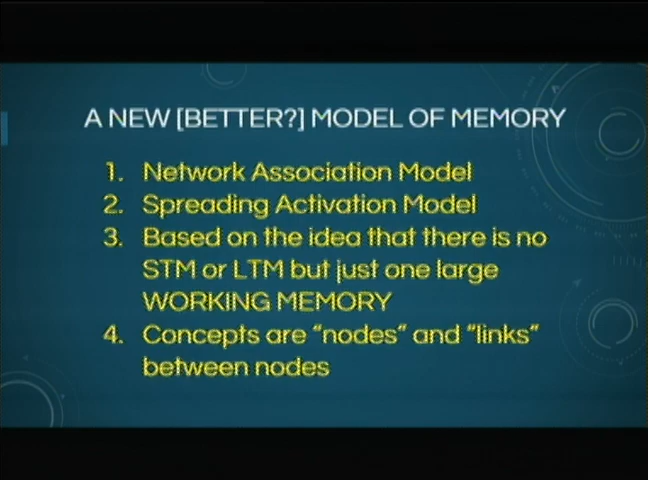 A NEW [BETTER?] MODEL OF MEMORY
1. Network Association Model
2. Spreading Activation Model
3. Based on the idea that there is no
STM or LTM but just one large
WORKING MEMORY
4. Concepts are “nodes” and “links”
between nodes